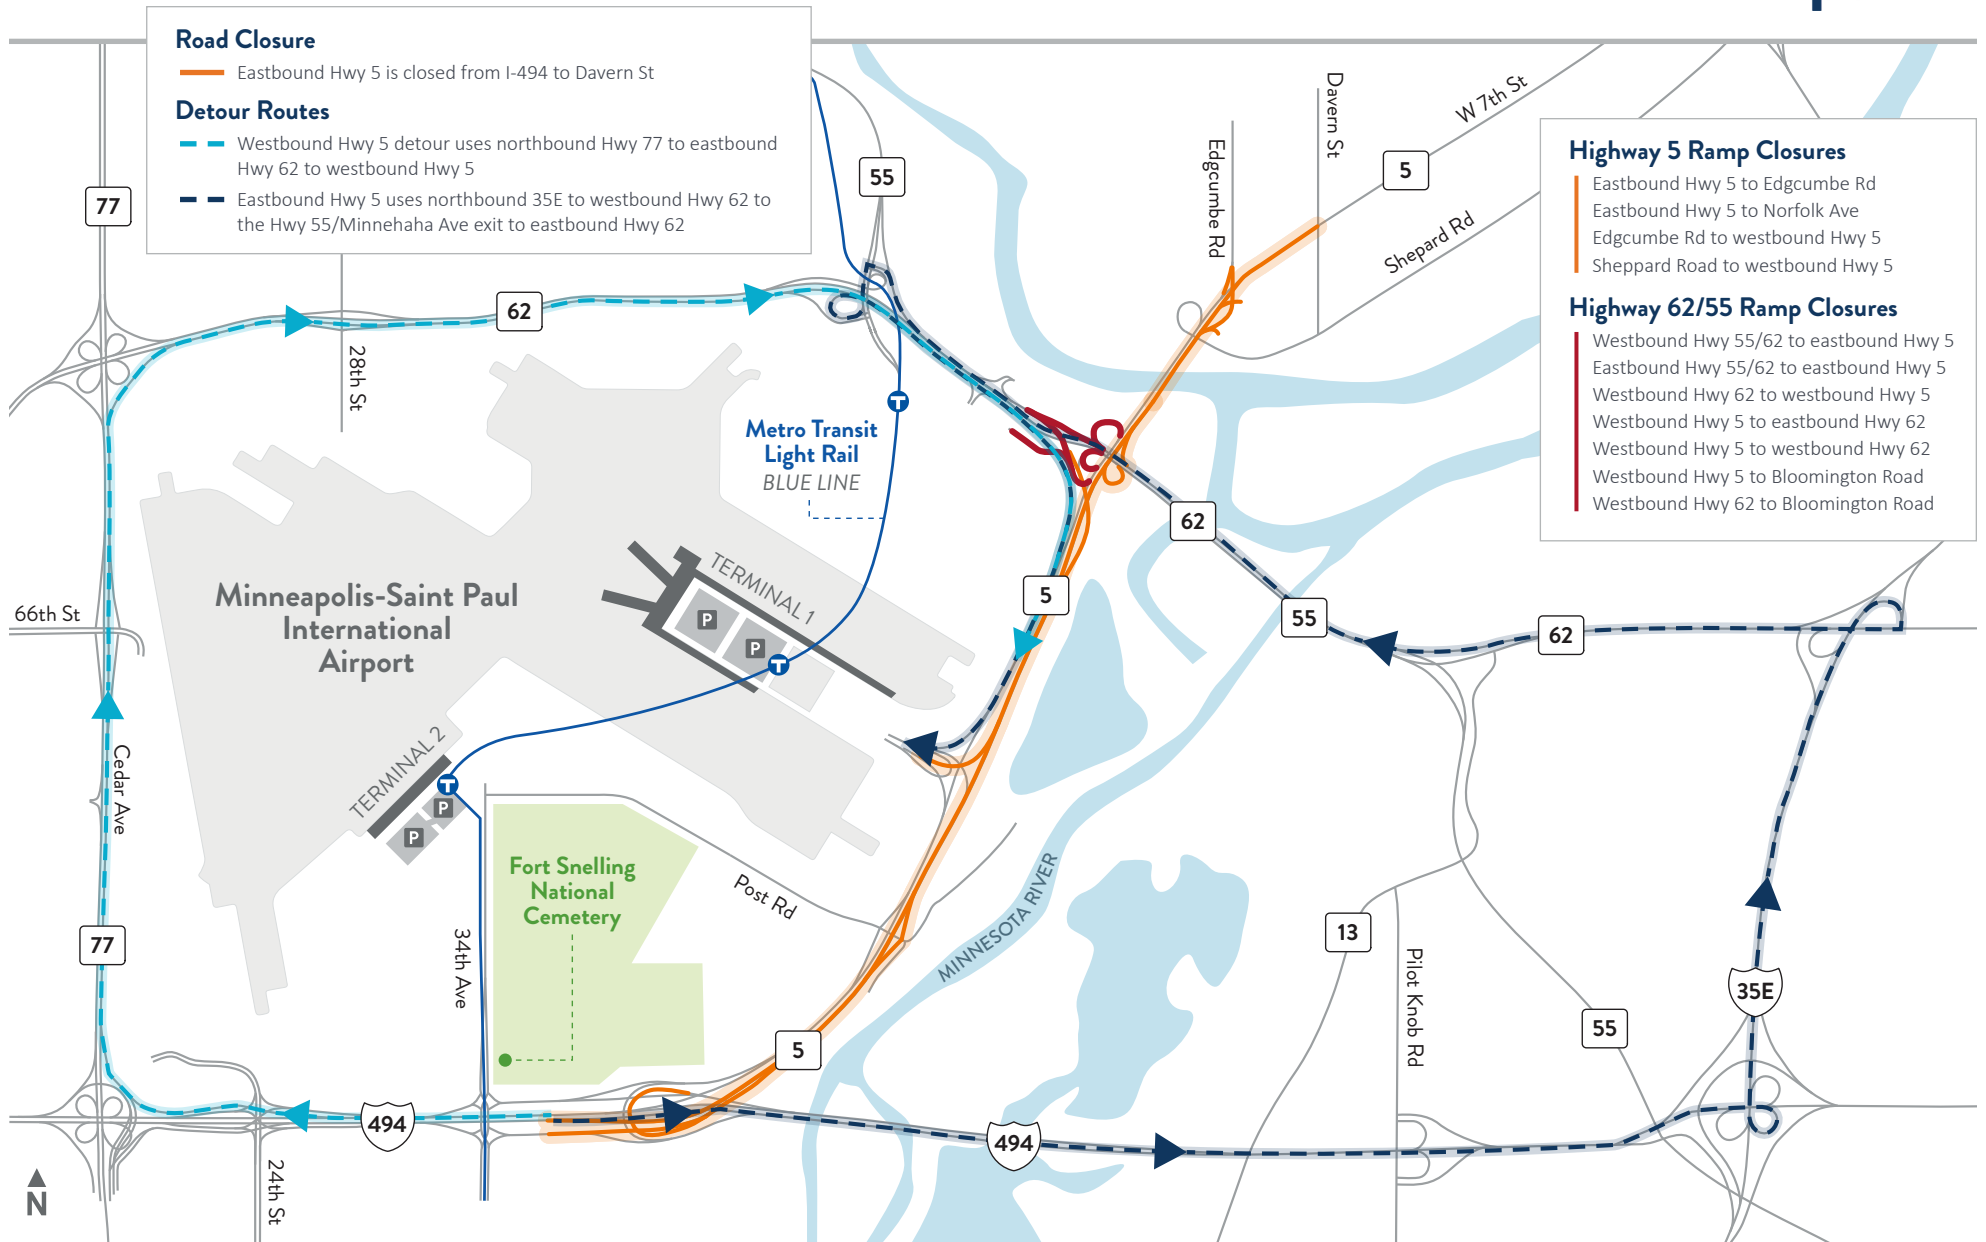 Road Closure
Eastbound Hwy 5 is closed from I-494 to Davern St
Detour Routes
Westbound Hwy 5 detour uses northbound Hwy 77 to eastbound
Hwy 62 to westbound Hwy 5
Eastbound Hwy 5 uses northbound 35E to westbound Hwy 62 to
the Hwy 55/Minnehaha Ave exit to eastbound Hwy 62
Highway 5 Ramp Closures
Eastbound Hwy 5 to Edgcumbe Rd
Eastbound Hwy 5 to Norfolk Ave
Edgcumbe Rd to westbound Hwy 5
Sheppard Road to westbound Hwy 5
Highway 62/55 Ramp Closures
Westbound Hwy 55/62 to eastbound Hwy 5
Eastbound Hwy 55/62 to eastbound Hwy 5
Westbound Hwy 62 to westbound Hwy 5
Westbound Hwy 5 to eastbound Hwy 62
Westbound Hwy 5 to westbound Hwy 62
Westbound Hwy 5 to Bloomington Road
Westbound Hwy 62 to Bloomington Road
77
55
Edgcumbe Rd
Davern St
W 7th St
5
Shepard Rd
62
28th St
T
Metro Transit
Light Rail
BLUE LINE
62
TERMINAL 1
P
P
T
5
55
62
66th St
Minneapolis-Saint Paul
International
Airport
Cedar Ave
TERMINAL 2
T
P
P
Fort Snelling
National
Cemetery
Post Rd
MINNESOTA RIVER
13
Pilot Knob Rd
55
35E
77
34th Ave
5
494
494
24th St
N